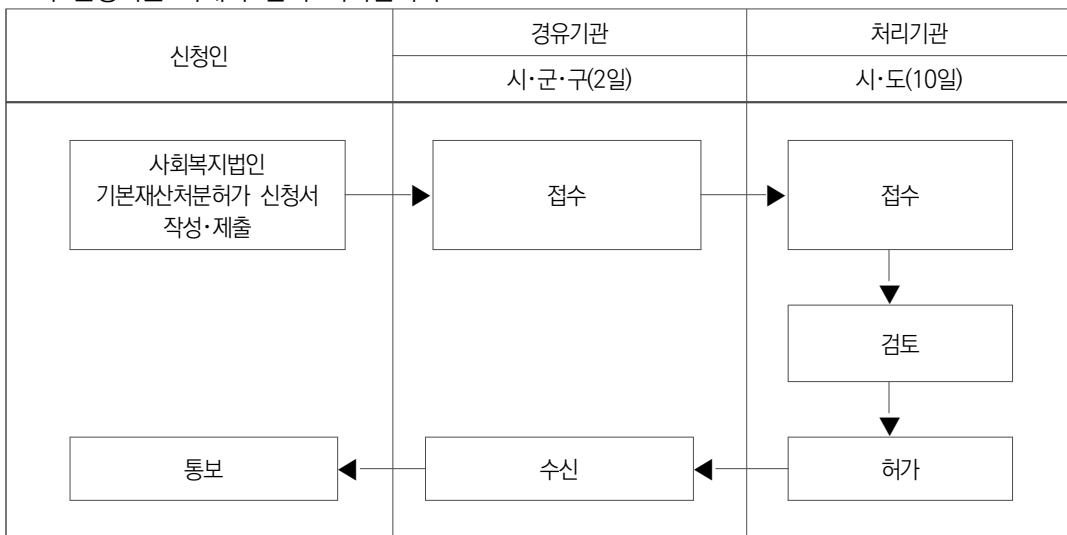 신청인
경유기관
처리기관
시·군·구(2일)
시·도(10일)
사회복지법인
기본재산처분허가 신청서
작성·제출
접수
접수
검토
통보
수신
허가